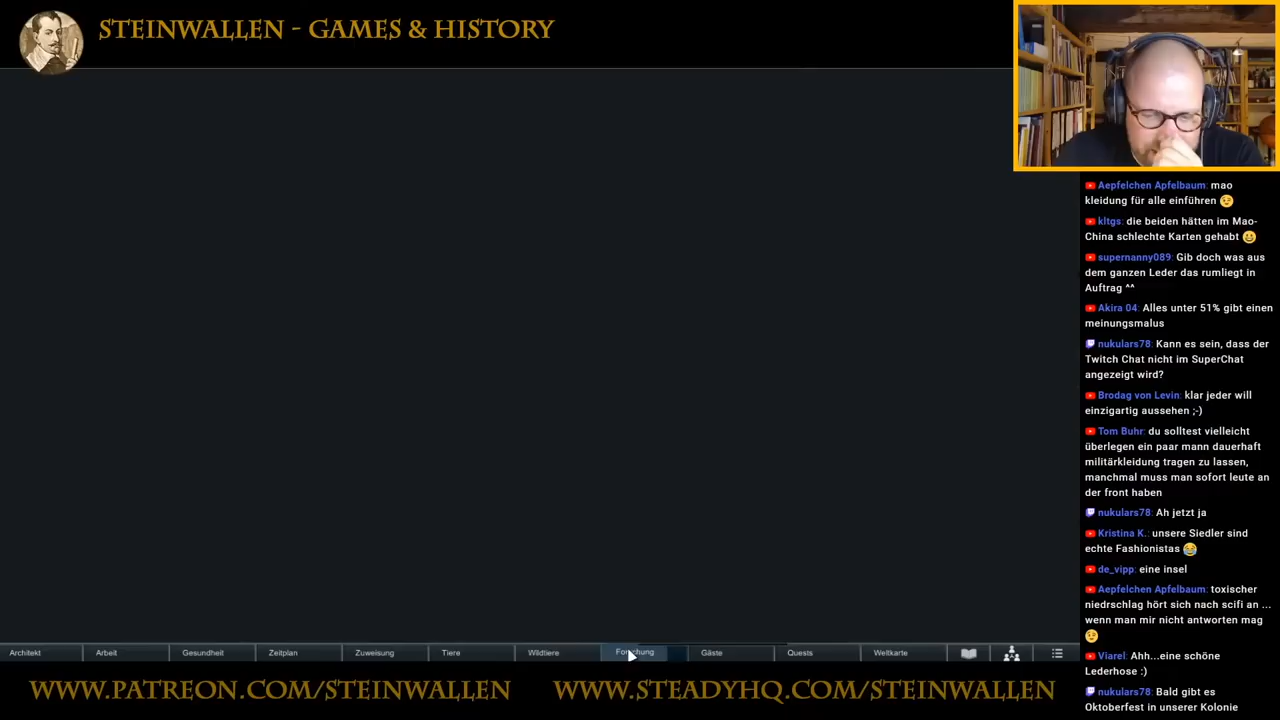 STEINWALLEN - GAMES & HISTORY
Aepfelchen Apfelbaum: mao
kleidung für alle einführen
kltgs: die beiden hätten im Mao-
China schlechte Karten gehabt
supernanny089: Gib doch was aus
dem ganzen Leder das rumliegt in
Auftrag ^^
Akira 04: Alles unter 51% gibt einen
meinungsmalus
nukulars78: Kann es sein, dass der
Twitch Chat nicht im SuperChat
angezeigt wird?
Brodag von Levin: klar jeder will
einzigartig aussehen ;-)
Tom Buhr: du solltest vielleicht
überlegen ein paar mann dauerhaft
militärkleidung tragen zu lassen,
manchmal muss man sofort leute an
der front haben
nukulars78: Ah jetzt ja
Kristina K.: unsere Siedler sind
echte Fashionistas
de_vipp: eine insel
Aepfelchen Apfelbaum: toxischer
niedrschlag hört sich nach scifi an ...
wenn man mir nicht antworten mag
Viarel: Ahh...eine schöne
Lederhose :)
nukulars78: Bald gibt es
Oktoberfest in unserer Kolonie
Architekt Arbeit Gesundheit Zeitplan Zuweisung Tiere Wildtiere Forschung Gäste Quests Weltkarte
WWW.PATREON.COM/STEINWALLEN WWW.STEADYHQ.COM/STEINWALLEN